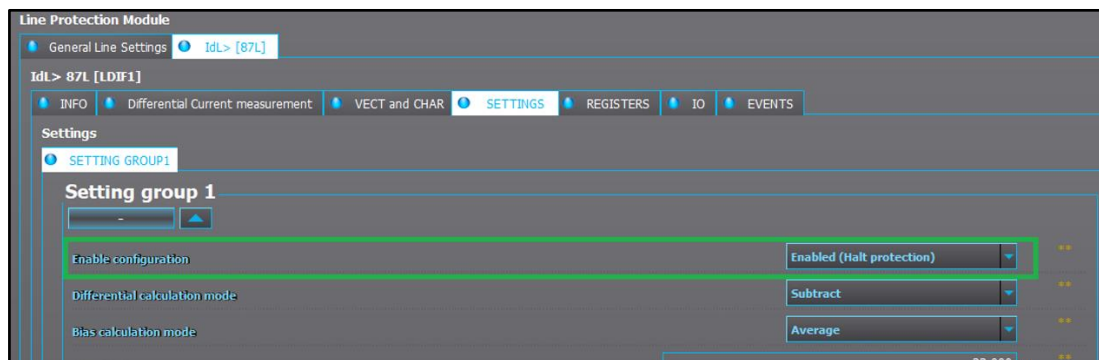 Line Protection Module
General Line Settings IdL> [87L]
IdL> 87L [LDIF1]
INFO Differential Current measurement VECT and CHAR SETTINGS REGISTERS IO EVENTS
Settings
SETTING GROUP1
Setting group 1
-
Enable configuration Enabled (Halt protection)
Differential calculation mode Subtract
Bias calculation mode Average